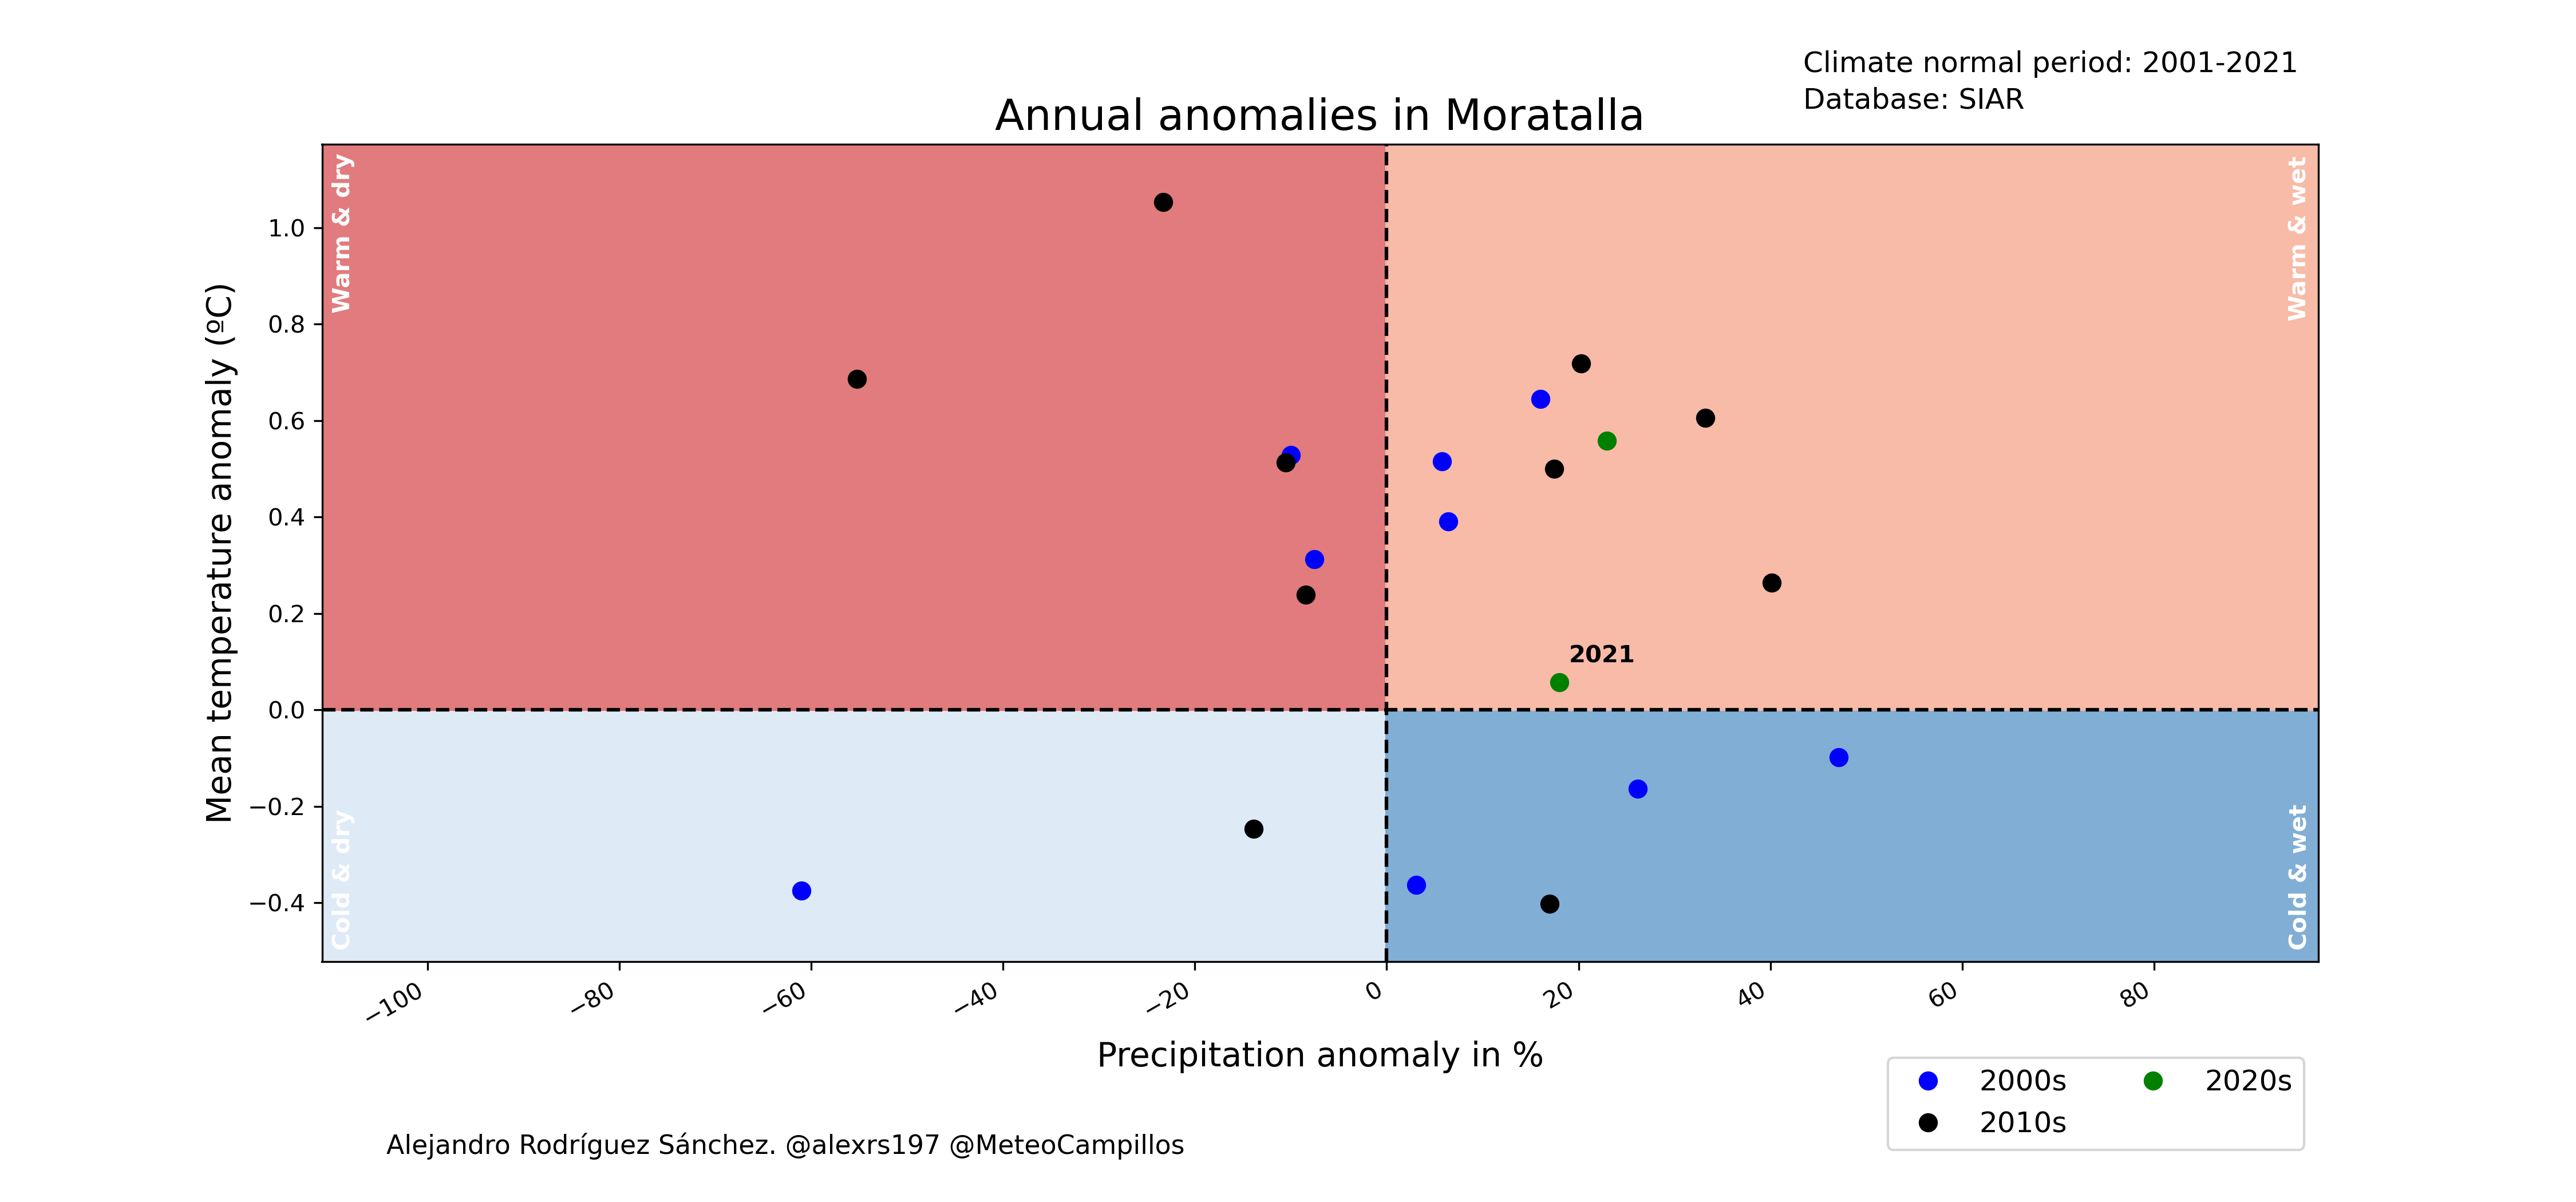 Climate normal period: 2001-2021
Database: SIAR
Annual anomalies in Moratalla
Warm & dry
Warm & wet
Mean temperature anomaly (ºC)
1.0
0.8
0.6
0.4
0.2
0.0
−0.2
−0.4
2021
Cold & dry
Cold & wet
−100
−80
−60
−40
−20
0
20
40
60
80
Precipitation anomaly in %
2000s
2010s
2020s
Alejandro Rodríguez Sánchez. @alexrs197 @MeteoCampillos